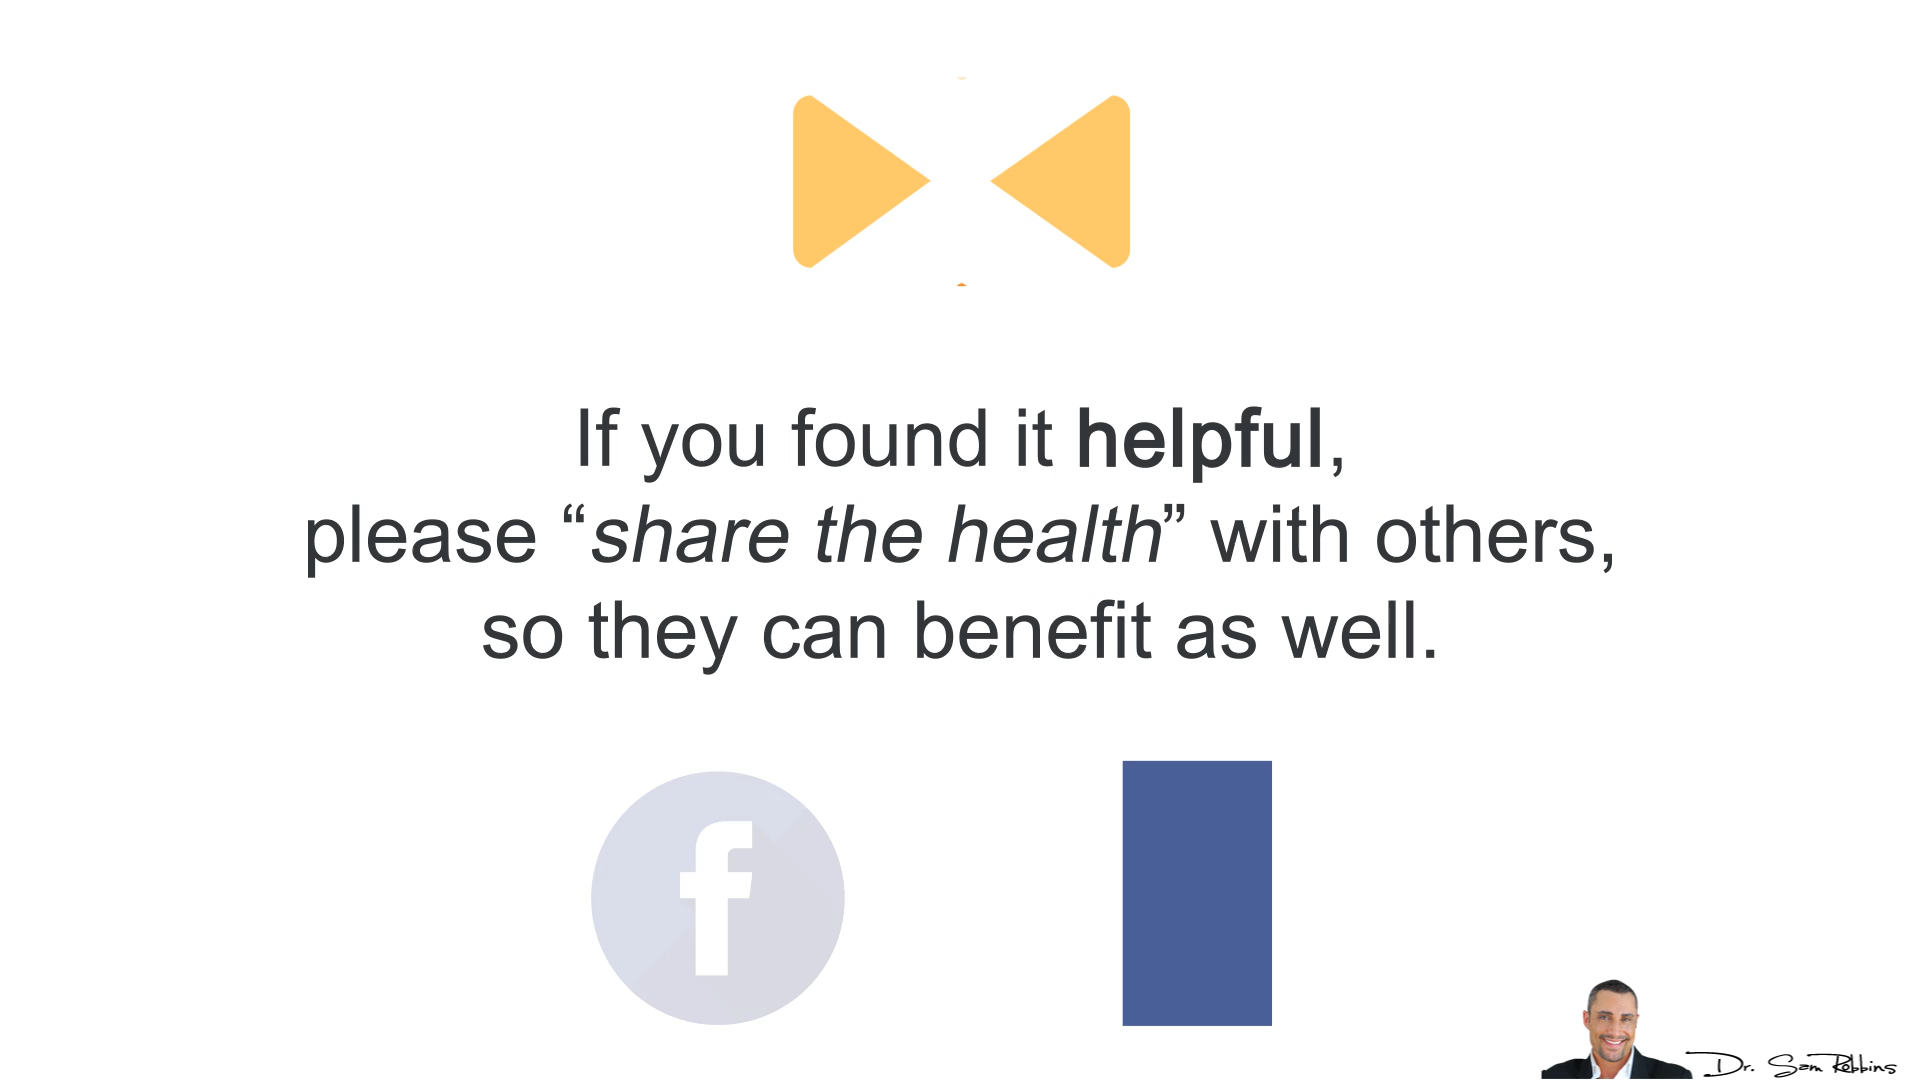 If you found it helpful,
please “share the health” with others,
so they can benefit as well.
f
Dr. Sam Robbins